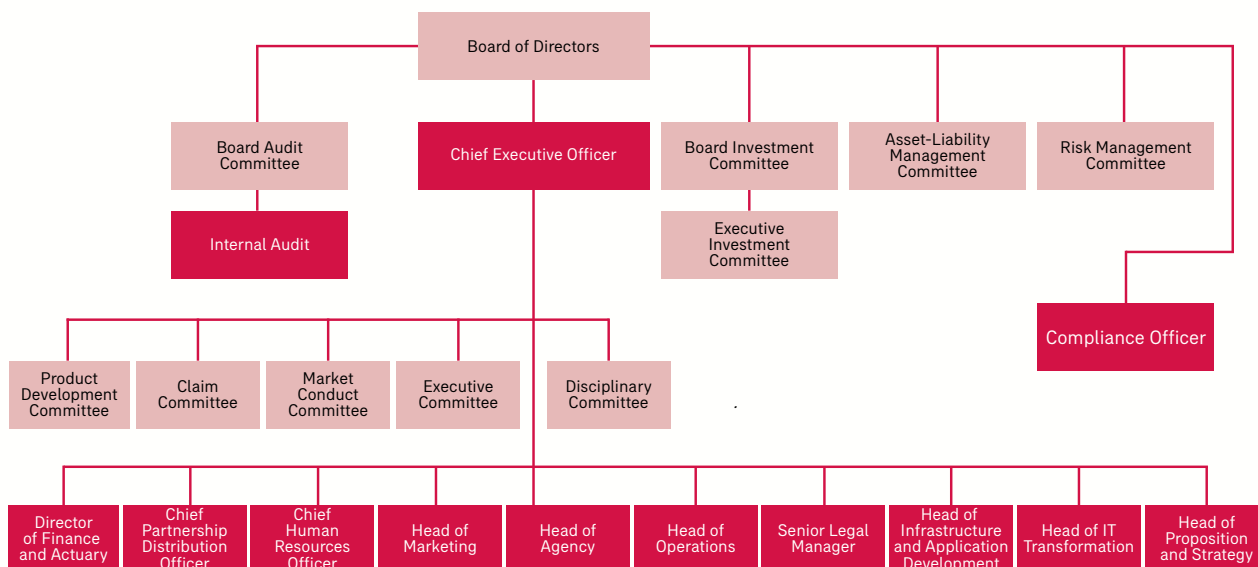 Board of Directors
Board Audit
Committee
Chief Executive Officer
Board Investment
Committee
Asset-Liability
Management
Committee
Risk Management
Committee
Internal Audit
Executive
Investment
Committee
Compliance Officer
Product
Development
Committee
Claim
Committee
Market
Conduct
Committee
Executive
Committee
Disciplinary
Committee
.
Director
of Finance
and Actuary
Chief
Partnership
Distribution
Officer
Chief
Human
Resources
Officer
Head of
Marketing
Head of
Agency
Head of
Operations
Senior Legal
Manager
Head of
Infrastructure
and Application
Development
Head of IT
Transformation
Head of
Proposition
and Strategy